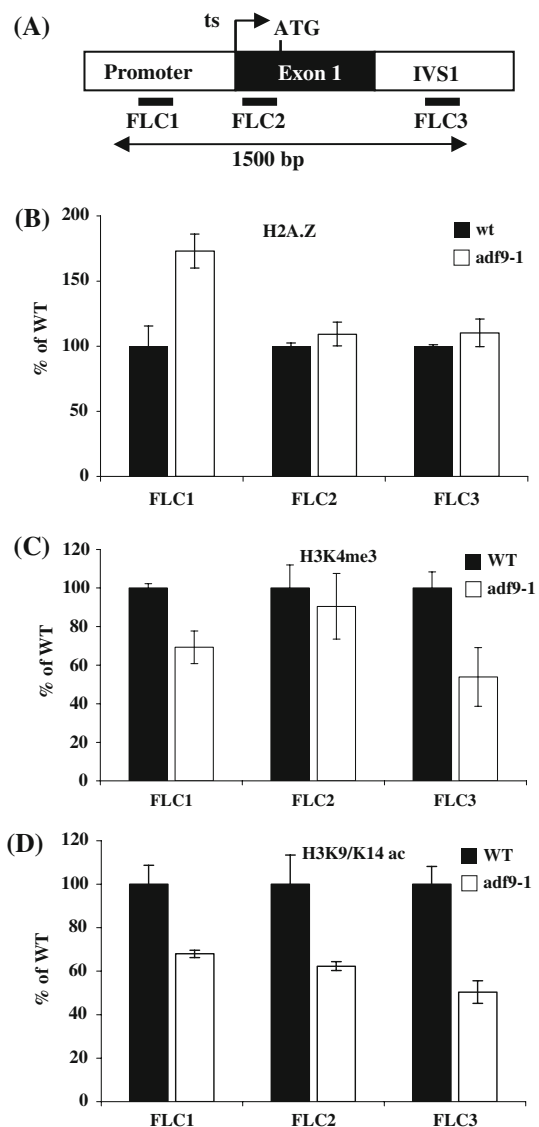 (A)
ts
ATG
Promoter Exon 1 IVS1
FLC1 FLC2 FLC3
1500 bp
(B)
H2A.Z
wt
adf9-1
% of WT
200
150
100
50
0
FLC1 FLC2 FLC3
(C)
H3K4me3
WT
adf9-1
% of WT
120
100
80
60
40
20
0
FLC1 FLC2 FLC3
(D)
H3K9/K14 ac
WT
adf9-1
% of WT
120
100
80
60
40
20
0
FLC1 FLC2 FLC3